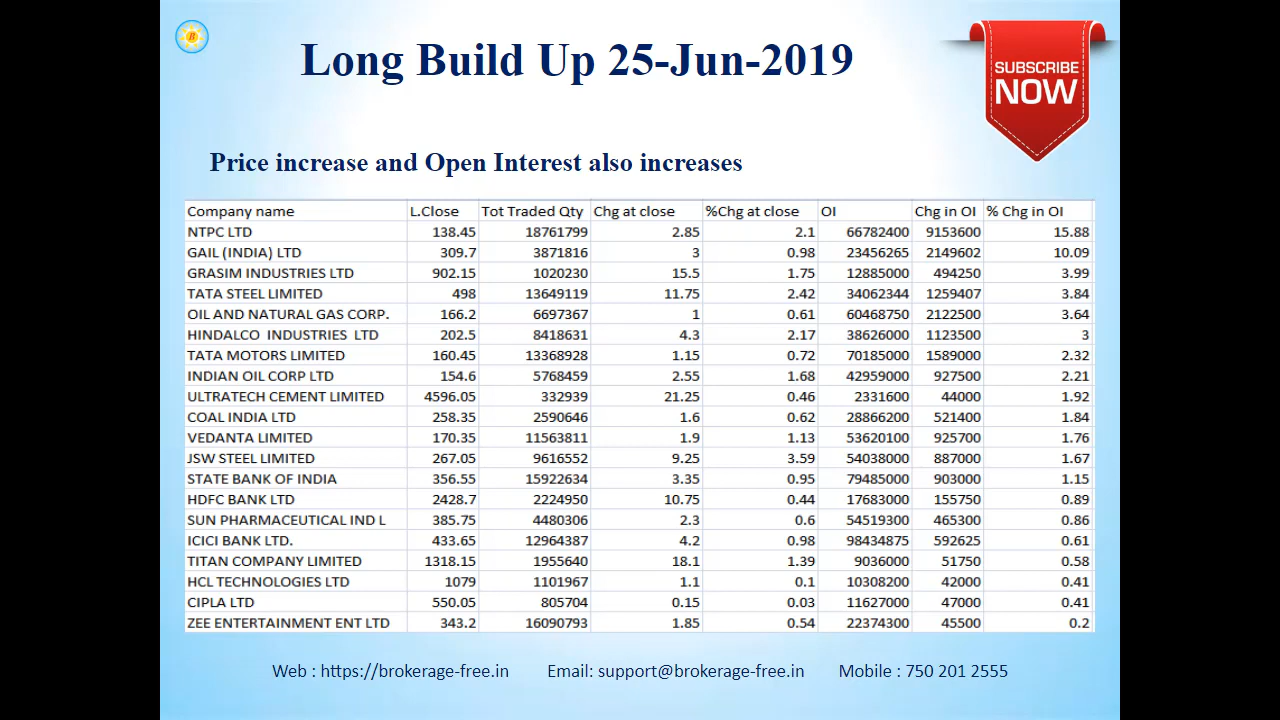 B
Long Build Up 25-Jun-2019
SUBSCRIBE
NOW
Price increase and Open Interest also increases
Company name L.Close Tot Traded Qty Chg at close %Chg at close OI Chg in OI % Chg in OI
NTPC LTD 138.45 18761799 2.85 2.1 66782400 9153600 15.88
GAIL (INDIA) LTD 309.7 3871816 3 0.98 23456265 2149602 10.09
GRASIM INDUSTRIES LTD 902.15 1020230 15.5 1.75 12885000 494250 3.99
TATA STEEL LIMITED 498 13649119 11.75 2.42 34062344 1259407 3.84
OIL AND NATURAL GAS CORP. 166.2 6697367 1 0.61 60468750 2122500 3.64
HINDALCO INDUSTRIES LTD 202.5 8418631 4.3 2.17 38626000 1123500 3
TATA MOTORS LIMITED 160.45 13368928 1.15 0.72 70185000 1589000 2.32
INDIAN OIL CORP LTD 154.6 5768459 2.55 1.68 42959000 927500 2.21
ULTRATECH CEMENT LIMITED 4596.05 332939 21.25 0.46 2331600 44000 1.92
COAL INDIA LTD 258.35 2590646 1.6 0.62 28866200 521400 1.84
VEDANTA LIMITED 170.35 11563811 1.9 1.13 53620100 925700 1.76
JSW STEEL LIMITED 267.05 9616552 9.25 3.59 54038000 887000 1.67
STATE BANK OF INDIA 356.55 15922634 3.35 0.95 79485000 903000 1.15
HDFC BANK LTD 2428.7 2224950 10.75 0.44 17683000 155750 0.89
SUN PHARMACEUTICAL IND L 385.75 4480306 2.3 0.6 54519300 465300 0.86
ICICI BANK LTD. 433.65 12964387 4.2 0.98 98434875 592625 0.61
TITAN COMPANY LIMITED 1318.15 1955640 18.1 1.39 9036000 51750 0.58
HCL TECHNOLOGIES LTD 1079 1101967 1.1 0.1 10308200 42000 0.41
CIPLA LTD 550.05 805704 0.15 0.03 11627000 47000 0.41
ZEE ENTERTAINMENT ENT LTD 343.2 16090793 1.85 0.54 22374300 45500 0.2
Web : https://brokerage-free.in Email: support@brokerage-free.in Mobile : 750 201 2555